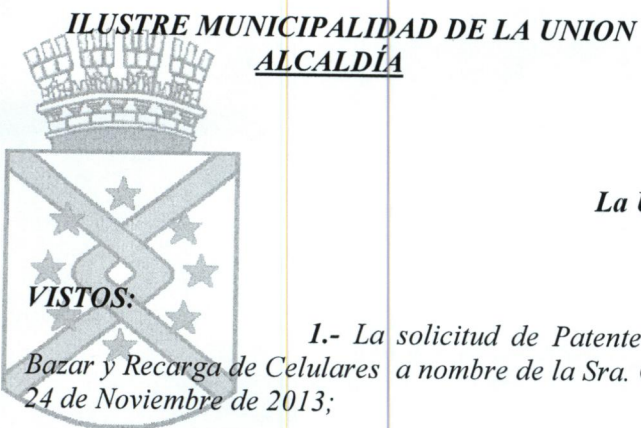 ILUSTRE MUNICIPALIDAD DE LA UNION
ALCALDÍA
La
VISTOS:
1.- La solicitud de Patente
Bazar y Recarga de Celulares a nombre de la Sra.
24 de Noviembre de 2013;